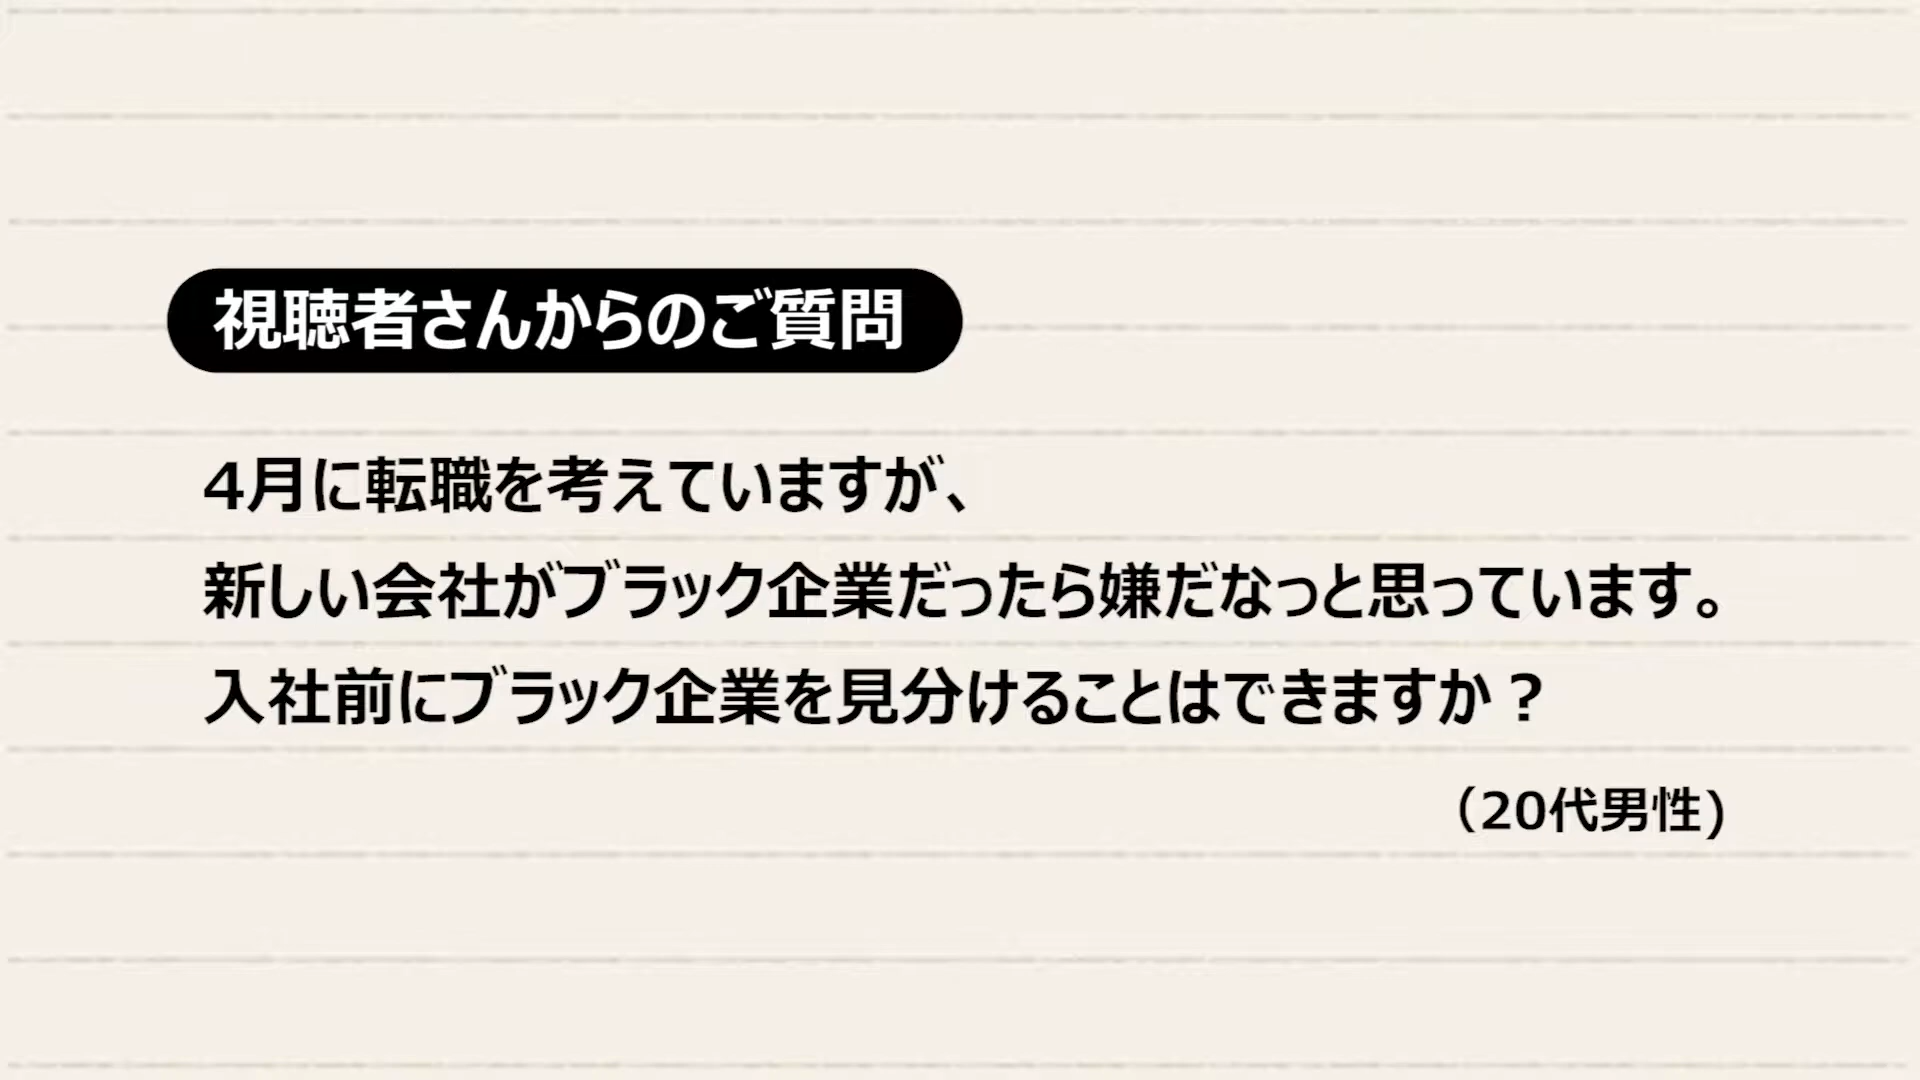 視聴者さんからのご質問
4月に転職を考えていますが、
新しい会社がブラック企業だったら嫌だなっと思っています。
入社前にブラック企業を見分けることはできますか？
（20代男性)